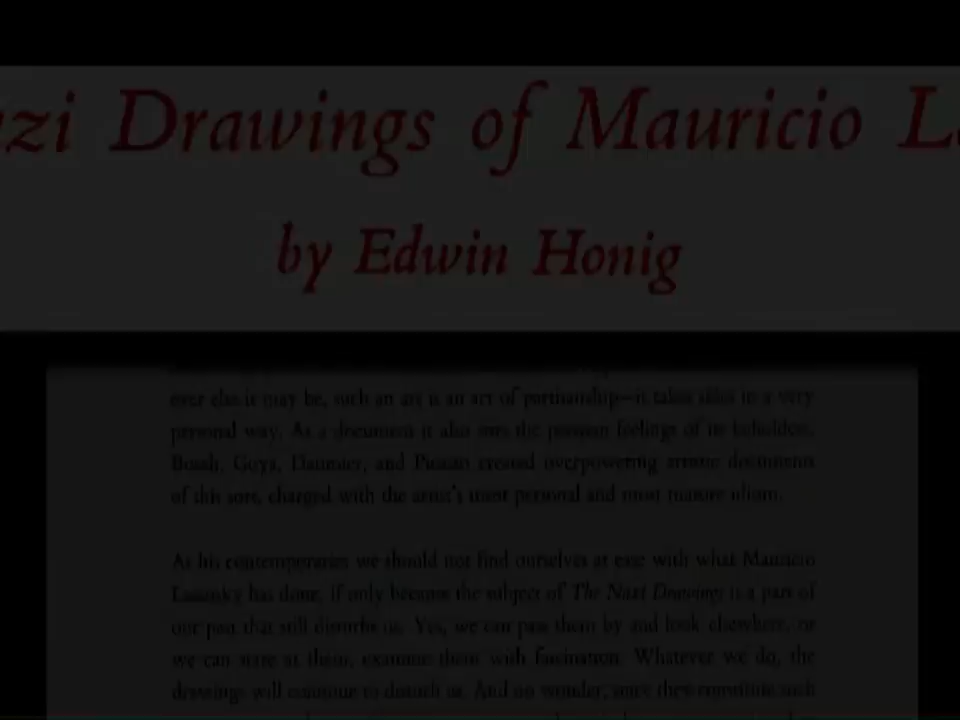 zi Drawings of Mauricio L
by Edwin Honig
ever else it may be, such an art is an art of partisanship—it takes sides in a very
personal way. As a document it also stirs the partisan feelings of its beholders.
Bosch, Goya, Daumier, and Picasso created overpowering artistic documents
of this sort, charged with the artist's most personal and most mature idiom.
As his contemporaries we should not find ourselves at ease with what Mauricio
Lasansky has done, if only because the subject of The Nazi Drawings is a part of
our past that still disturbs us. Yes, we can pass them by and look elsewhere, or
we can stare at them, examine them with fascination. Whatever we do, the
drawings will continue to disturb us. And no wonder, since they epitomize such